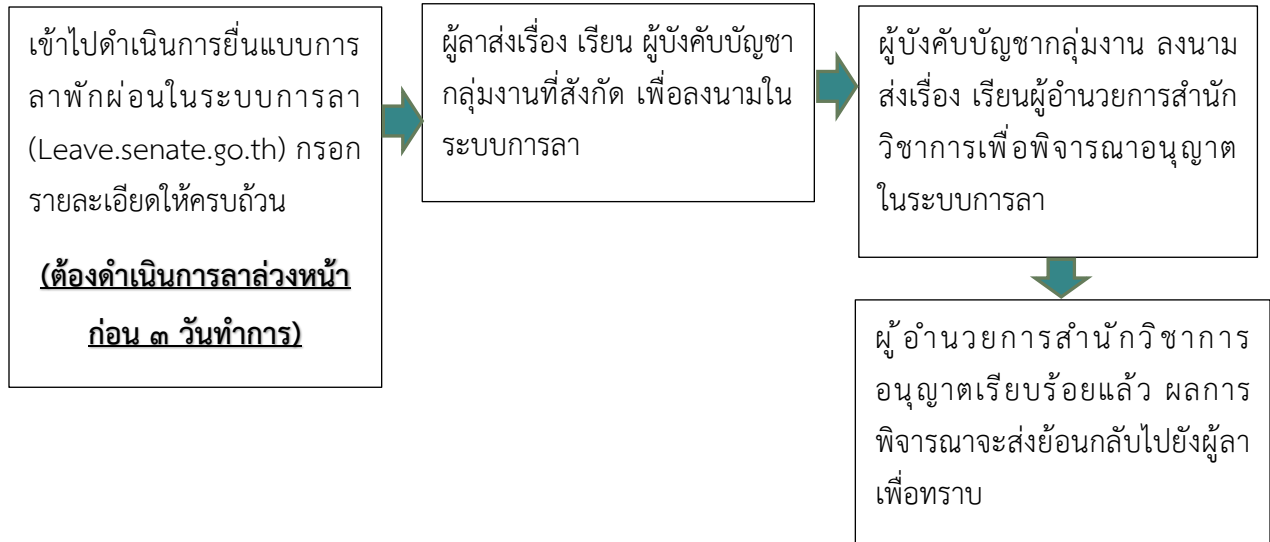 เข้าไปดำเนินการยื่นแบบการ
ลาพักผ่อนในระบบการลา
(Leave.senate.go.th) กรอก
รายละเอียดให้ครบถ้วน
(ต้องดำเนินการลาล่วงหน้า
ก่อน ๓ วันทำการ)
ผู้ลาส่งเรื่อง เรียน ผู้บังคับบัญชา
กลุ่มงานที่สังกัด เพื่อลงนามใน
ระบบการลา
ผู้บังคับบัญชากลุ่มงาน ลงนาม
ส่งเรื่อง เรียนผู้อำนวยการสำนัก
วิชาการเพื่อพิจารณาอนุญาต
ในระบบการลา
ผู้อำนวยการสำนักวิชาการ
อนุญาตเรียบร้อยแล้ว ผลการ
พิจารณาจะส่งย้อนกลับไปยังผู้ลา
เพื่อทราบ